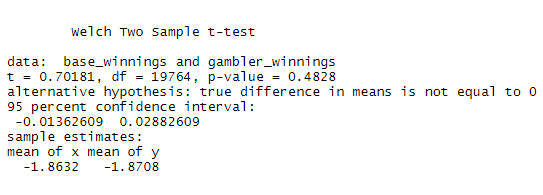 Welch Two Sample t-test
data:  base_winnings and gambler_winnings
t = 0.70181, df = 19764, p-value = 0.4828
alternative hypothesis: true difference in means is not equal to 0
95 percent confidence interval:
 -0.01362609  0.02882609
sample estimates:
mean of x mean of y
  -1.8632   -1.8708